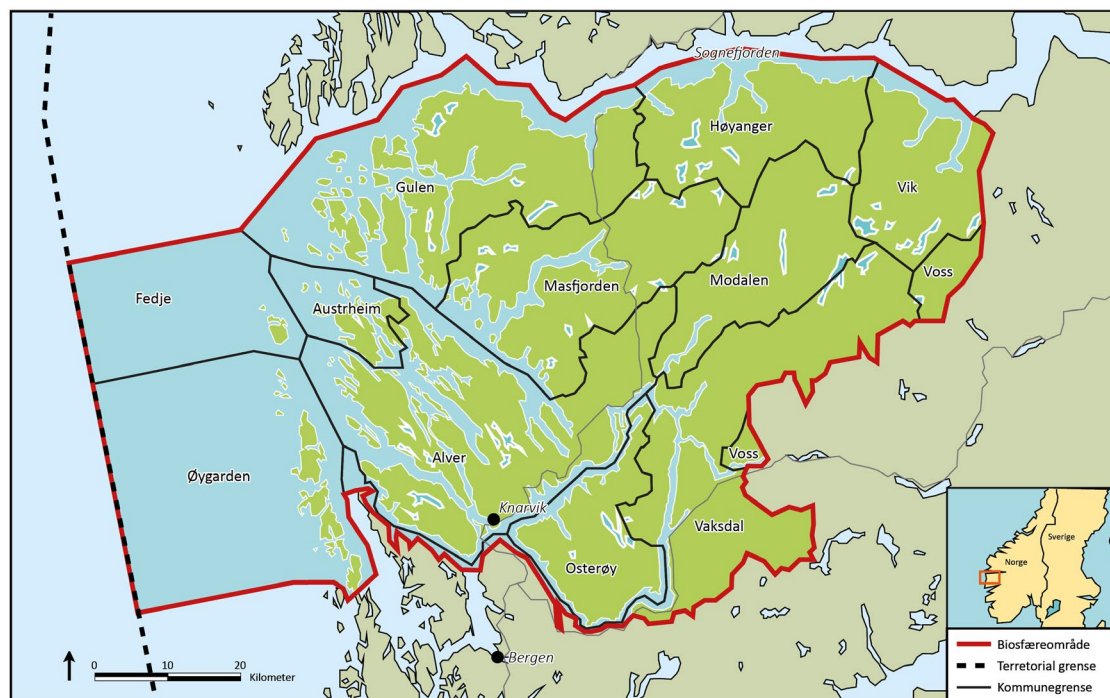 Sognefjorden
Høyanger
Gulen
Vik
Voss
Modalen
Masfjorden
Fedje
Austrheim
Alver
Voss
Øygarden
Knarvik
Vaksdal
Osterøy
Bergen
0 10 20
Kilometer
Sverige
Norge
Biosfæreområde
Territorial grense
Kommunegrense